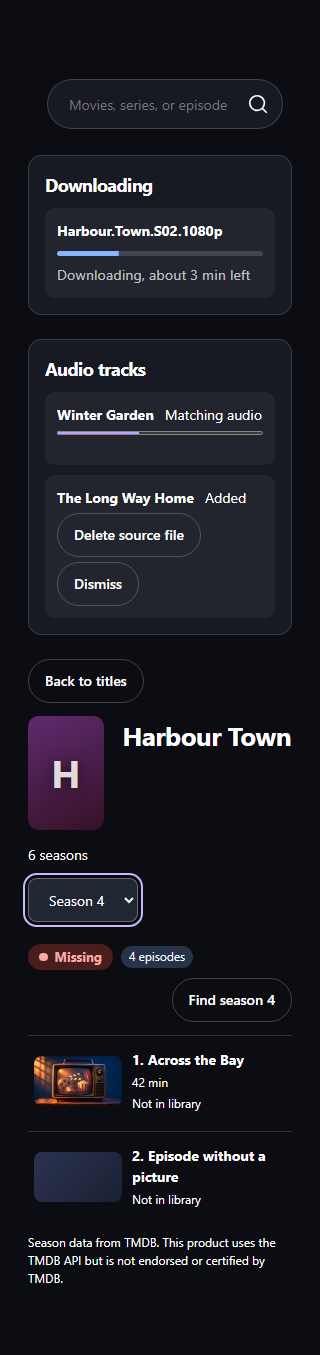 Movies, series, or episode
Downloading
Harbour.Town.S02.1080p
Downloading, about 3 min left
Audio tracks
Winter Garden Matching audio
The Long Way Home Added
Delete source file
Dismiss
Back to titles
H
Harbour Town
6 seasons
Season 4
Missing 4 episodes
Find season 4
1. Across the Bay
42 min
Not in library
2. Episode without a
picture
Not in library
Season data from TMDB. This product uses the
TMDB API but is not endorsed or certified by
TMDB.